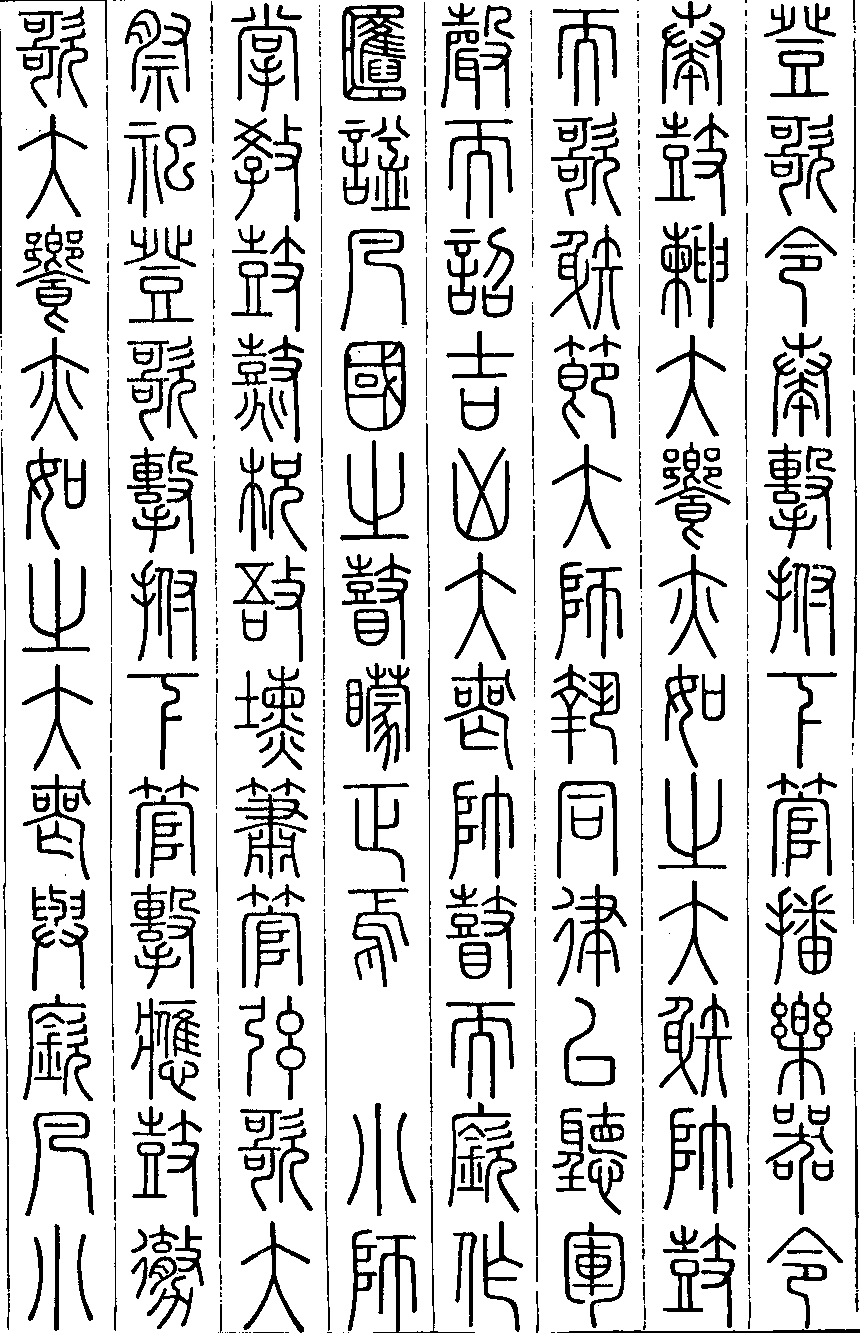 登歌令奏擊拊下管播樂器令
奏鼓朄大饗亦如之大射帥鼓
而歌射節大師執同律以聽軍
聲而詔吉凶大喪帥瞽而廞作
匶謚凡國之瞽矇正焉　小師
掌教鼓鼗柷敔壎簫管弦歌大
祭祀登歌擊拊下管擊應鼓徹
歌大饗亦如之大喪與廞凡小